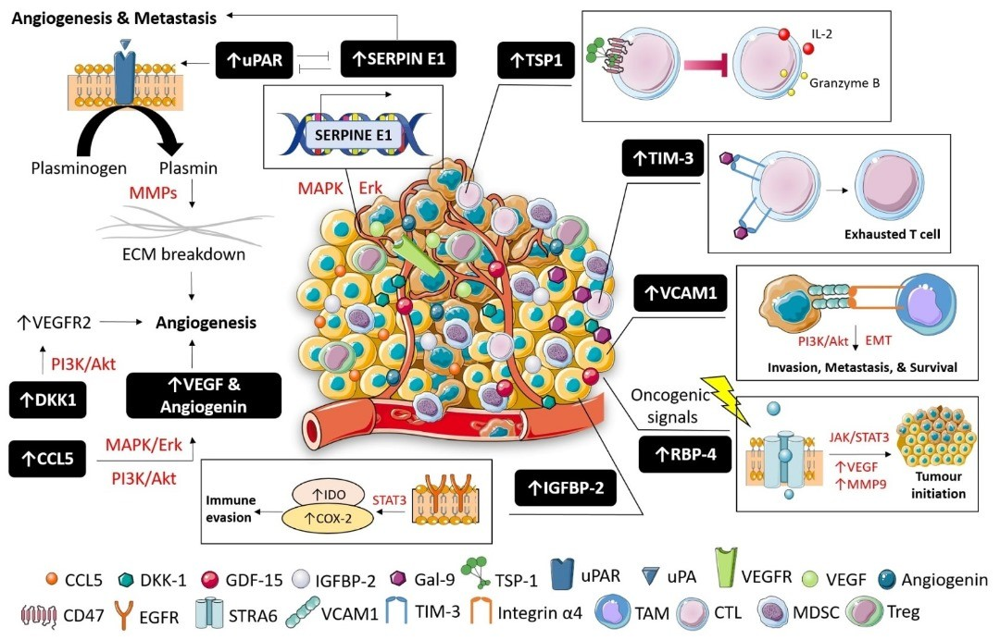 Angiogenesis & Metastasis
↑uPAR
↑SERPIN E1
↑TSP1
IL-2
Granzyme B
SERPINE E1
Plasminogen
Plasmin
MMPs
MAPK
Erk
↑TIM-3
Exhausted T cell
ECM breakdown
↑VEGFR2
Angiogenesis
PI3K/Akt
↑DKK1
↑VEGF &
Angiogenin
↑CCL5
MAPK/Erk
PI3K/Akt
↑VCAM1
PI3K/Akt
EMT
Invasion, Metastasis, & Survival
Oncogenic
signals
↑RBP-4
JAK/STAT3
↑VEGF
↑MMP9
Tumour
initiation
↑IGFBP-2
Immune
evasion
↑IDO
↑COX-2
STAT3
CCL5
DKK-1
GDF-15
IGFBP-2
Gal-9
TSP-1
uPAR
uPA
VEGFR
VEGF
Angiogenin
CD47
EGFR
STRA6
VCAM1
TIM-3
Integrin α4
TAM
CTL
MDSC
Treg